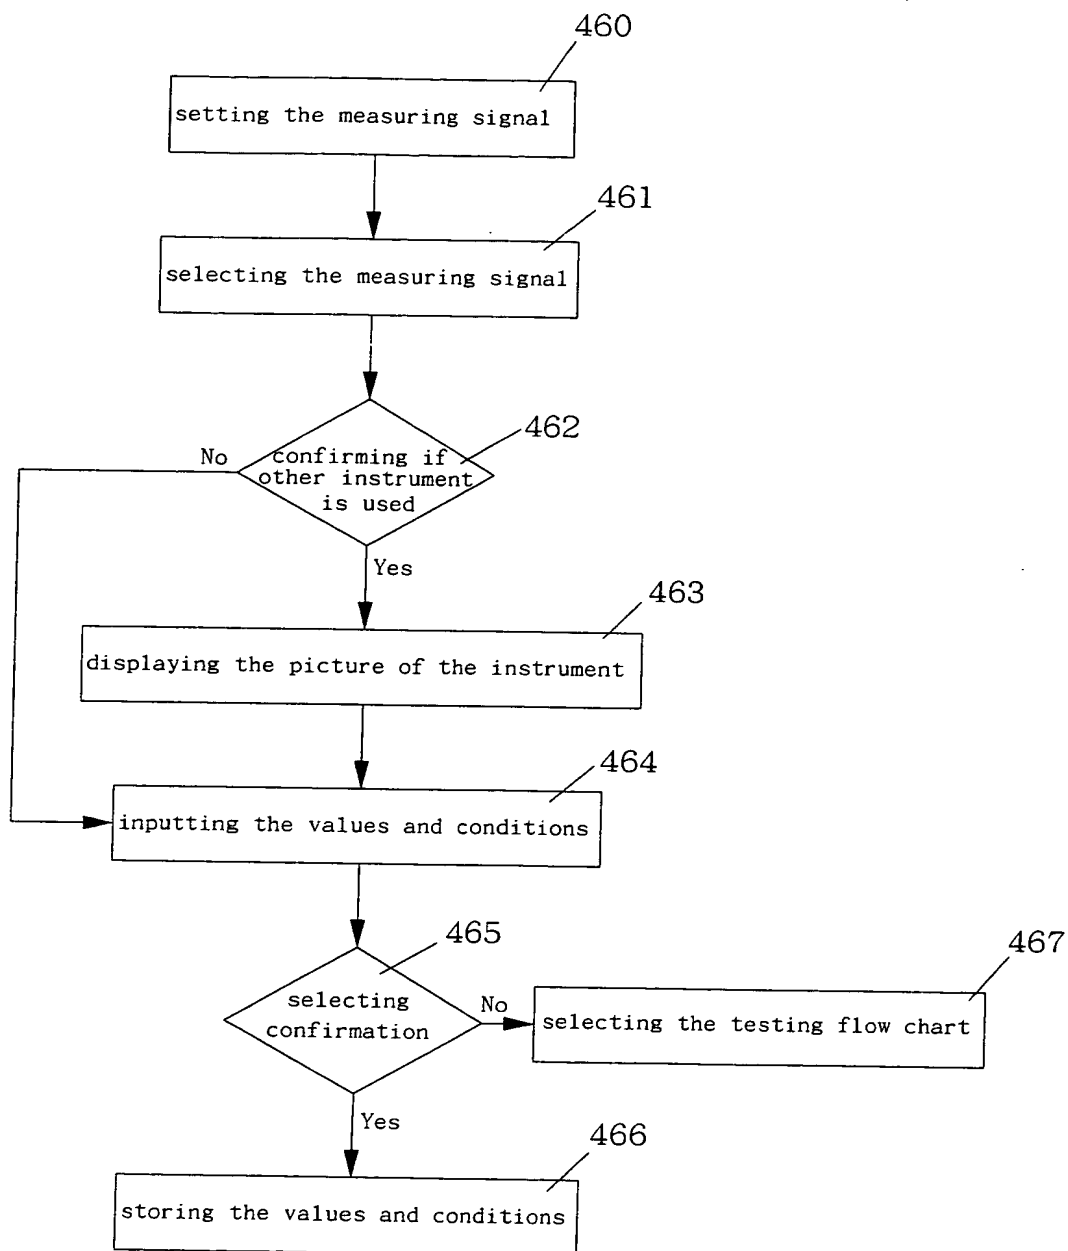 460
setting the measuring signal
461
selecting the measuring signal
462
No
confirming if
other instrument
is used
Yes
463
displaying the picture of the instrument
464
inputting the values and conditions
465
467
selecting
confirmation
No
selecting the testing flow chart
Yes
466
storing the values and conditions